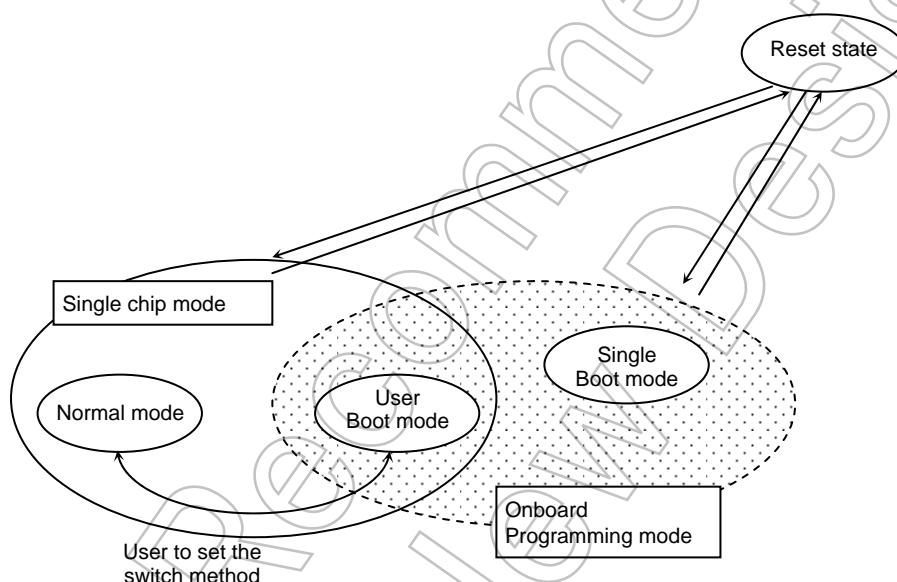 Reset state
Single chip mode
Single
Boot mode
Normal mode
User
Boot mode
Onboard
Programming mode
User to set the
switch method